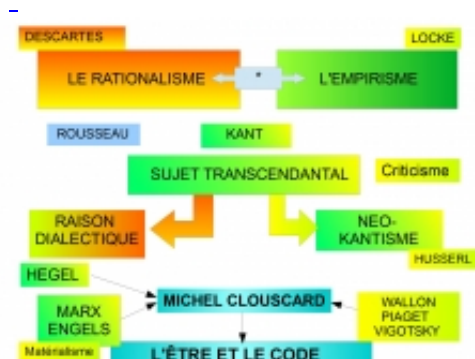 DESCARTES
LOCKE
LE RATIONALISME
*
L'EMPIRISME
ROUSSEAU
KANT
SUJET TRANSCENDANTAL
Criticisme
RAISON
DIALECTIQUE
NEO-
KANTISME
HUSSERL
HEGEL
MARX
ENGELS
MICHEL CLOUSCARD
WALLON
PIAGET
VIGOTSKY
Matérialisme
L'ÊTRE ET LE CODE